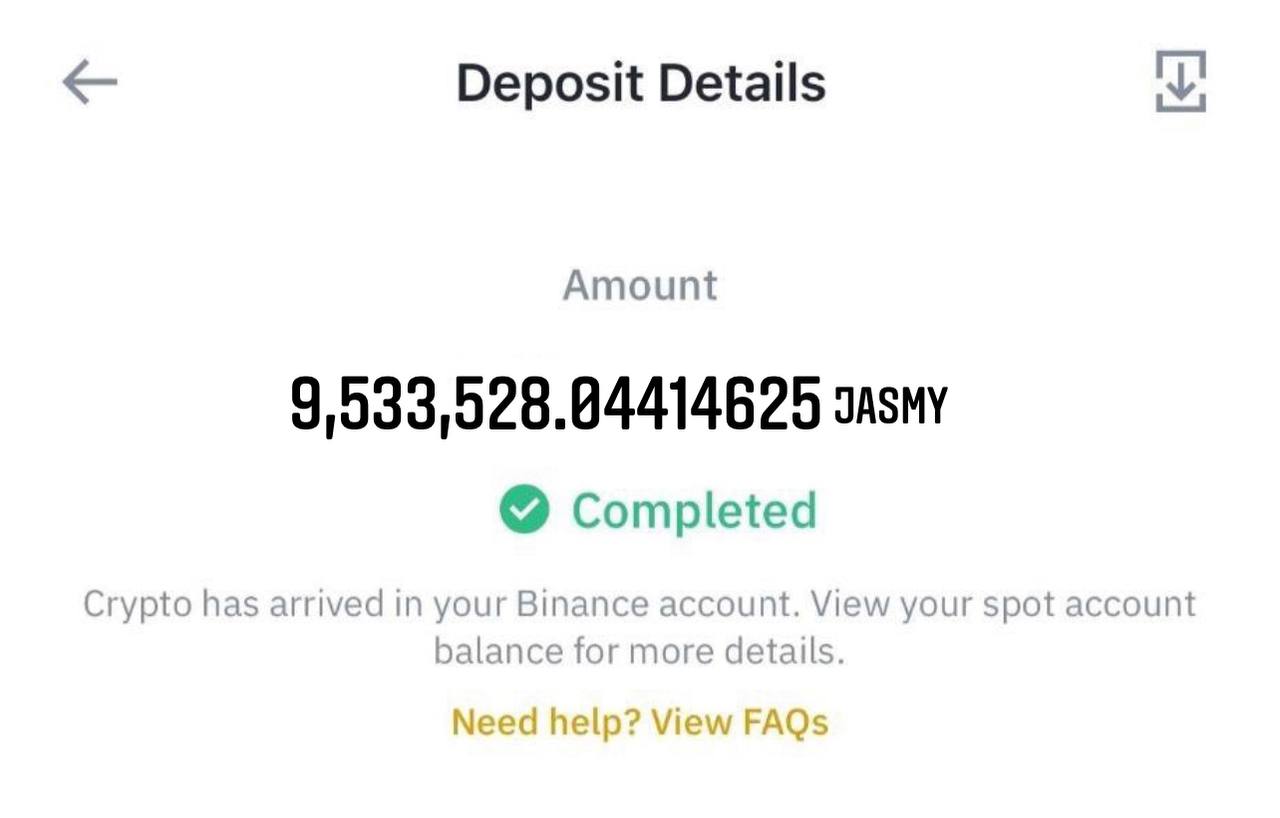 Deposit Details
Amount
9,533,528.04414625 JASMY
Completed
Crypto has arrived in your Binance account. View your spot account
balance for more details.
Need help? View FAQs